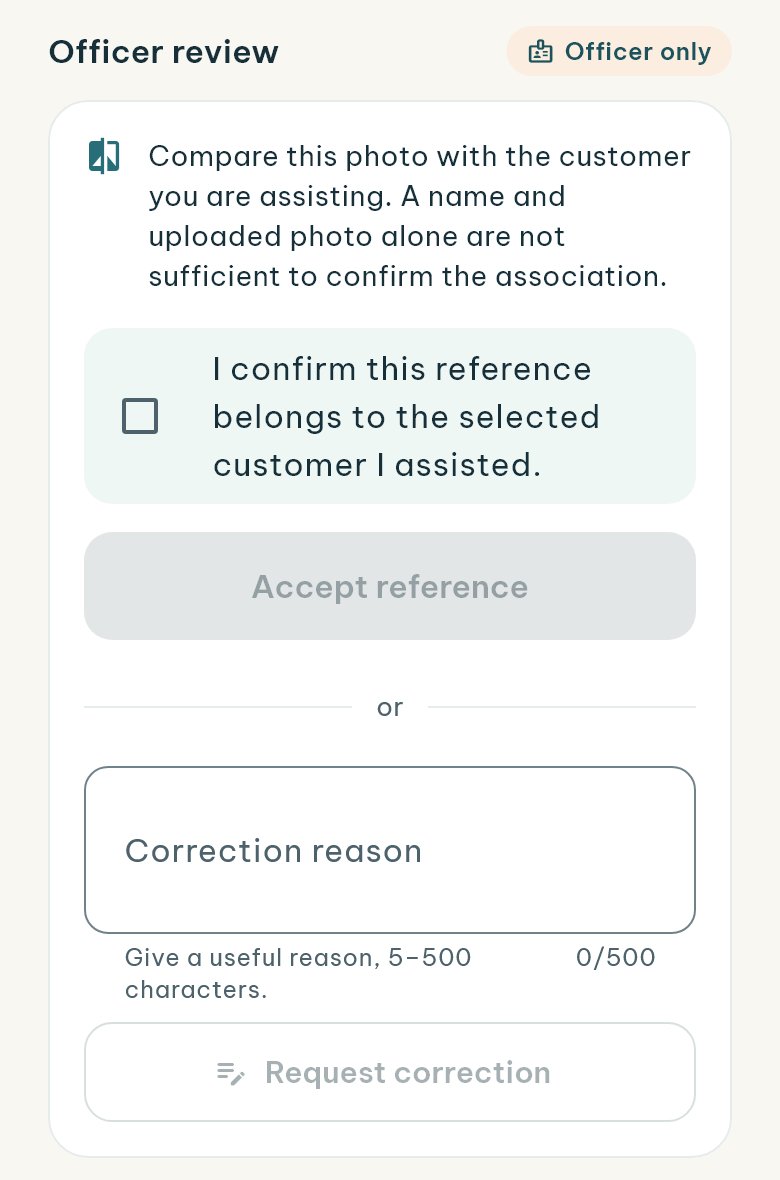 Officer review
Officer only
Compare this photo with the customer
you are assisting. A name and
uploaded photo alone are not
sufficient to confirm the association.
I confirm this reference
belongs to the selected
customer I assisted.
Accept reference
or
Correction reason
Give a useful reason, 5–500
characters.
0/500
Request correction